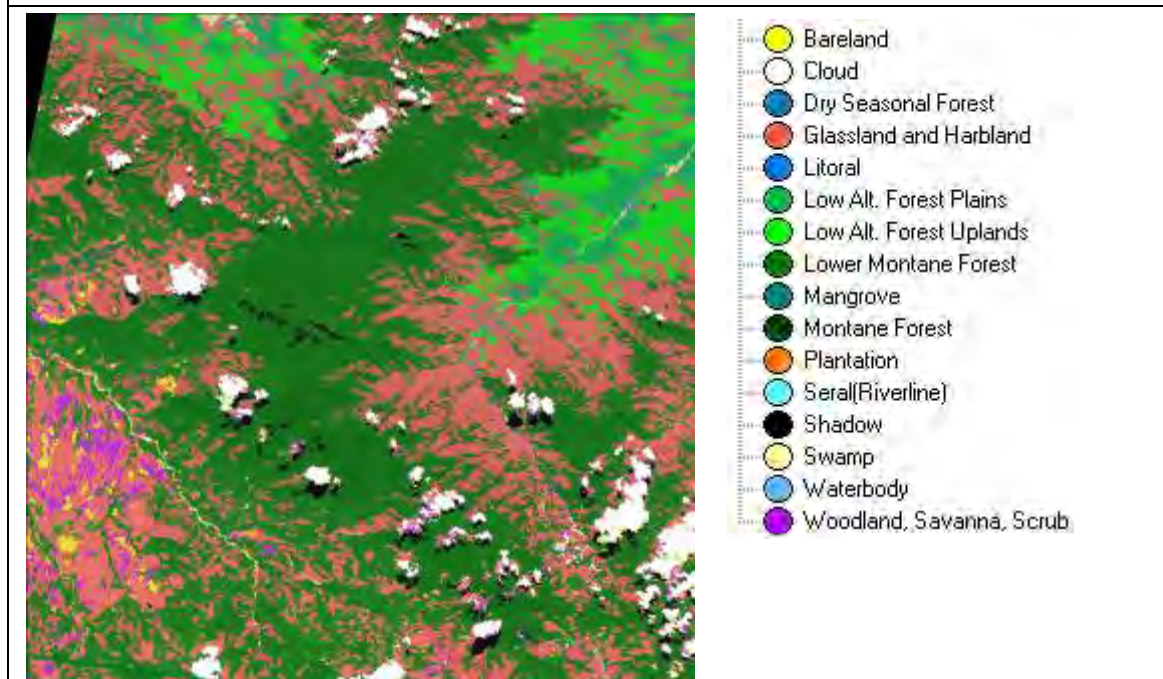 Bareland
Cloud
Dry Seasonal Forest
Glassland and Harbland
Litoral
Low Alt. Forest Plains
Low Alt. Forest Uplands
Lower Montane Forest
Mangrove
Montane Forest
Plantation
Seral(Riverline)
Shadow
Swamp
Waterbody
Woodland, Savanna, Scrub